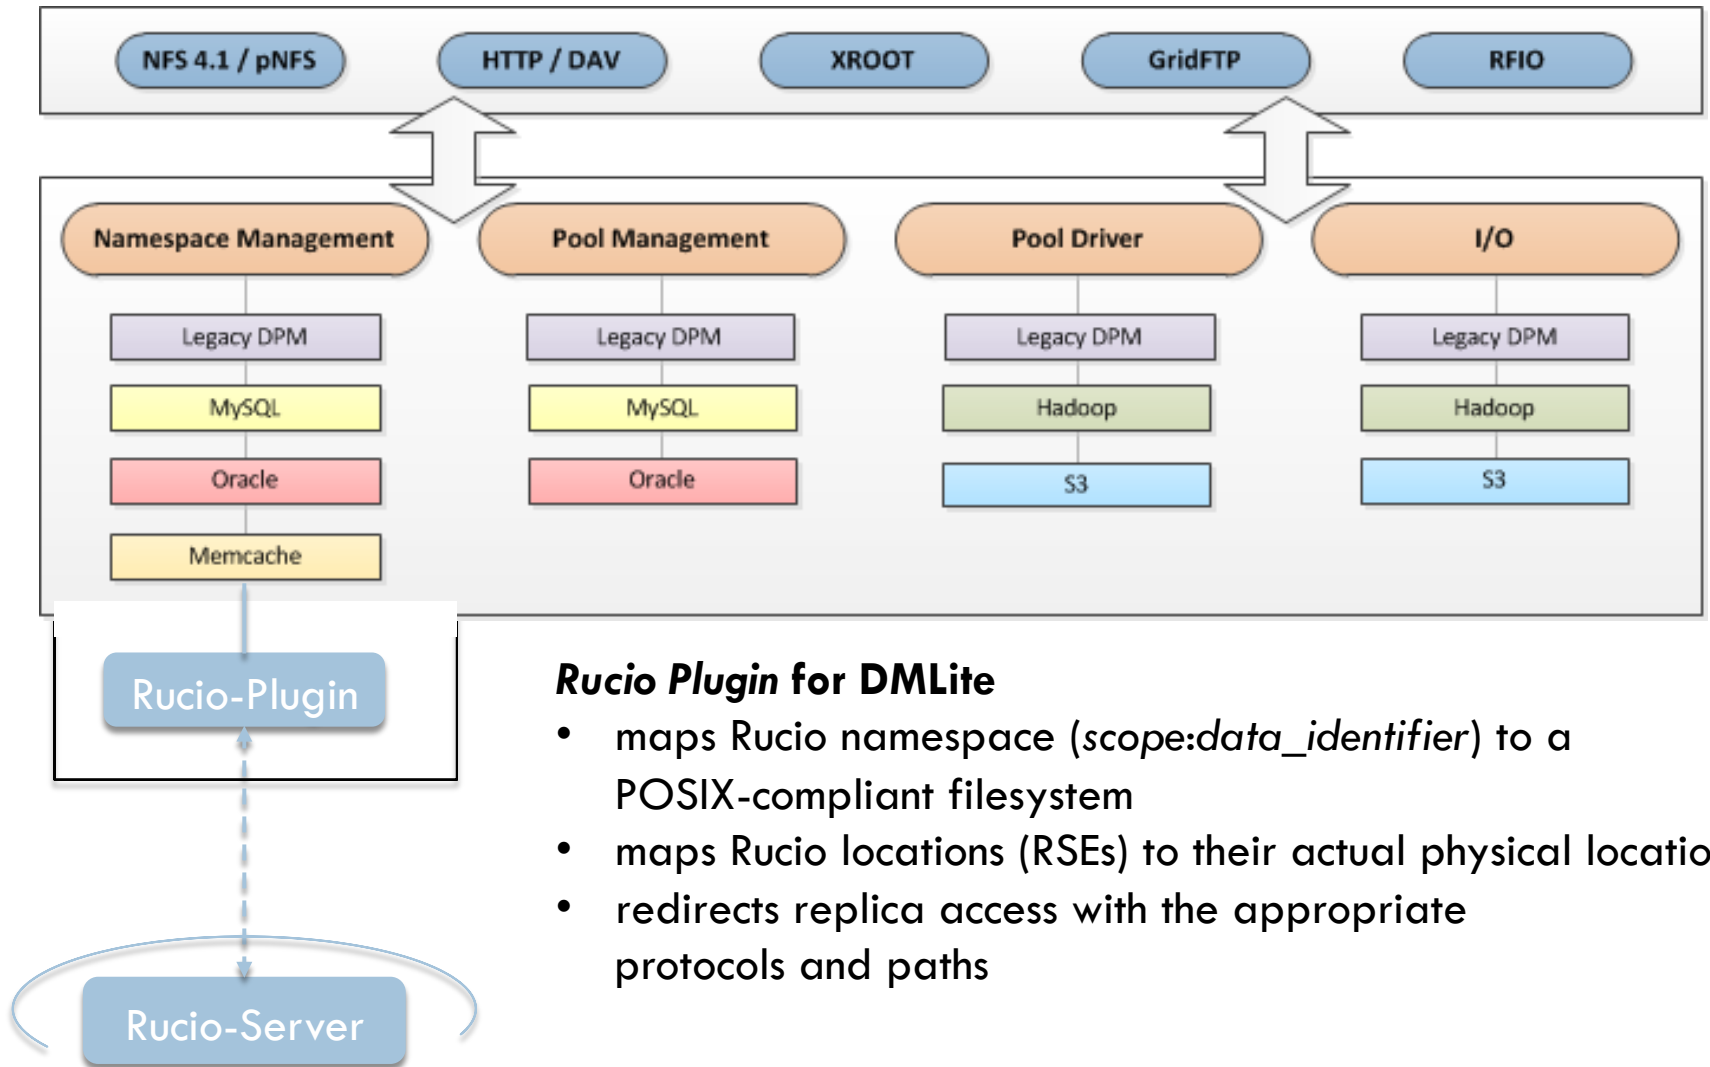 NFS 4.1 / pNFS
HTTP / DAV
XROOT
GridFTP
RFIO
Namespace Management
Pool Management
Pool Driver
I/O
Legacy DPM
Legacy DPM
Legacy DPM
Legacy DPM
MySQL
MySQL
Hadoop
Hadoop
Oracle
Oracle
S3
S3
Memcache
Rucio-Plugin
Rucio-Server
Rucio Plugin for DMLite
• maps Rucio namespace (scope:data_identifier) to a
POSIX-compliant filesystem
• maps Rucio locations (RSEs) to their actual physical locatio
• redirects replica access with the appropriate
protocols and paths